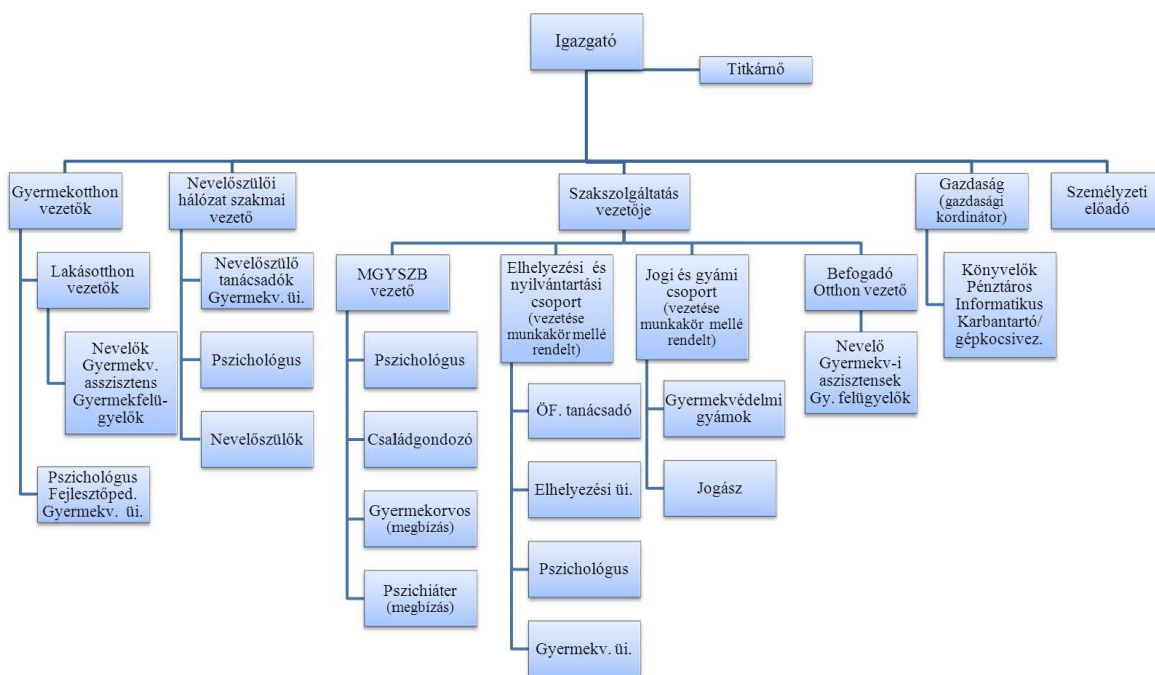 Igazgató
Titkárnő
Gyermekotthon
vezetők
Nevelőszülői
hálózat szakmai
vezető
Szakszolgáltatás
vezetője
Gazdaság
(gazdasági
kordinátor)
Személyzeti
előadó
Lakásotthon
vezetők
Nevelők
Gyermekv.
asszisztens
Gyermekfelü-
gyelők
Pszichológus
Fejlesztőped.
Gyermekv. üi.
Nevelőszülő
tanácsadók
Gyermekv. üi.
Pszichológus
Nevelőszülők
MGYSZB
vezető
Pszichológus
Családgondozó
Gyermekorvos
(megbízás)
Pszichiáter
(megbízás)
Elhelyezési és
nyilvántartási
csoport
(vezetése
munkakör mellé
rendelt)
ÖF. tanácsadó
Elhelyezési üi.
Pszichológus
Gyermekv. üi.
Jogi és gyámi
csoport
(vezetése
munkakör mellé
rendelt)
Gyermekvédelmi
gyámok
Jogász
Befogadó
Otthon vezető
Nevelő
Gyermekv-i
aszisztensek
Gy. felügyelők
Könyvelők
Pénztáros
Informatikus
Karbantartó/
gépkocsivez.